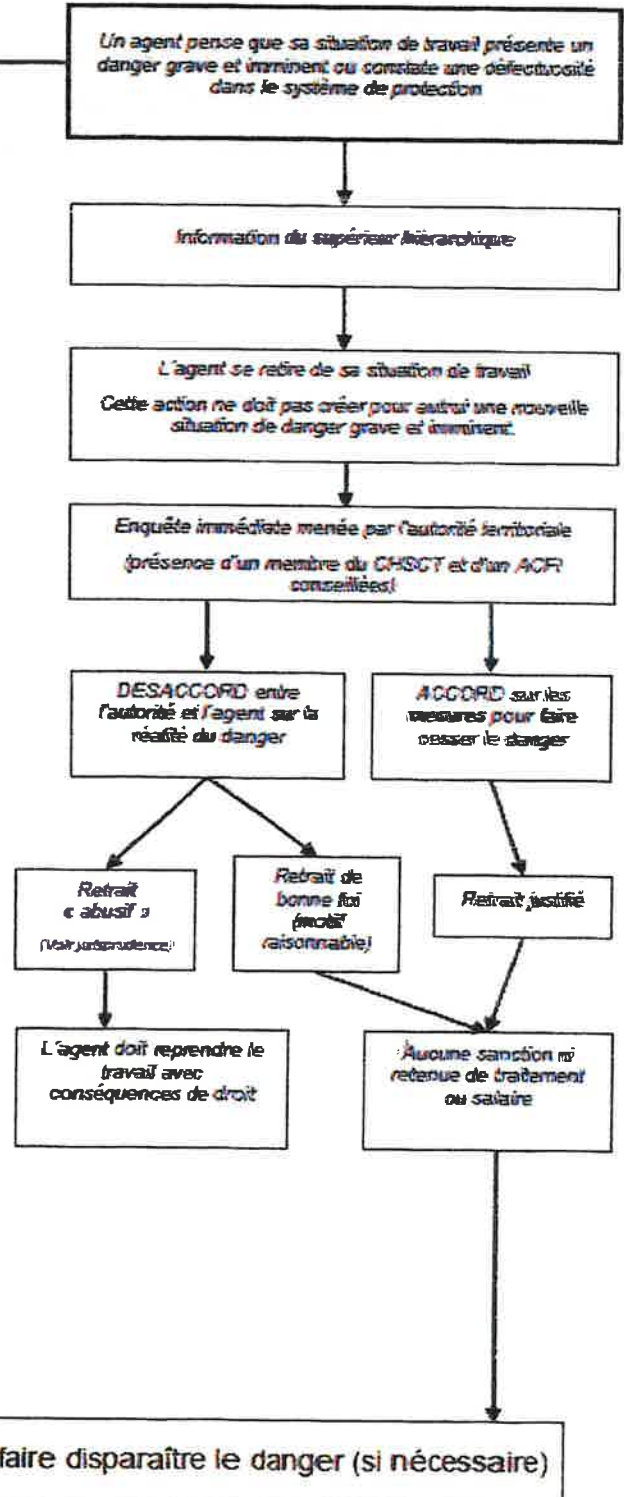 Un agent pense que sa situation de travail présente un
danger grave et imminent ou constate une défectuosité
dans le système de protection
Information du supérieur hiérarchique
L'agent se retire de sa situation de travail
Cette action ne doit pas créer pour autrui une nouvelle
situation de danger grave et imminent.
Enquête immédiate menée par l'autorité territoriale
(présence d'un membre du CHSCT et d'un ACFI
conseillées)
DESACCORD entre
l'autorité et l'agent sur la
réalité du danger
ACCORD sur les
mesures pour faire
cesser le danger
Retrait
« abusif »
(Voir jurisprudence)
Retrait de
bonne foi
(motif
raisonnable)
Retrait justifié
L'agent doit reprendre le
travail avec
conséquences de droit
Aucune sanction ni
retenue de traitement
ou salaire
faire disparaître le danger (si nécessaire)